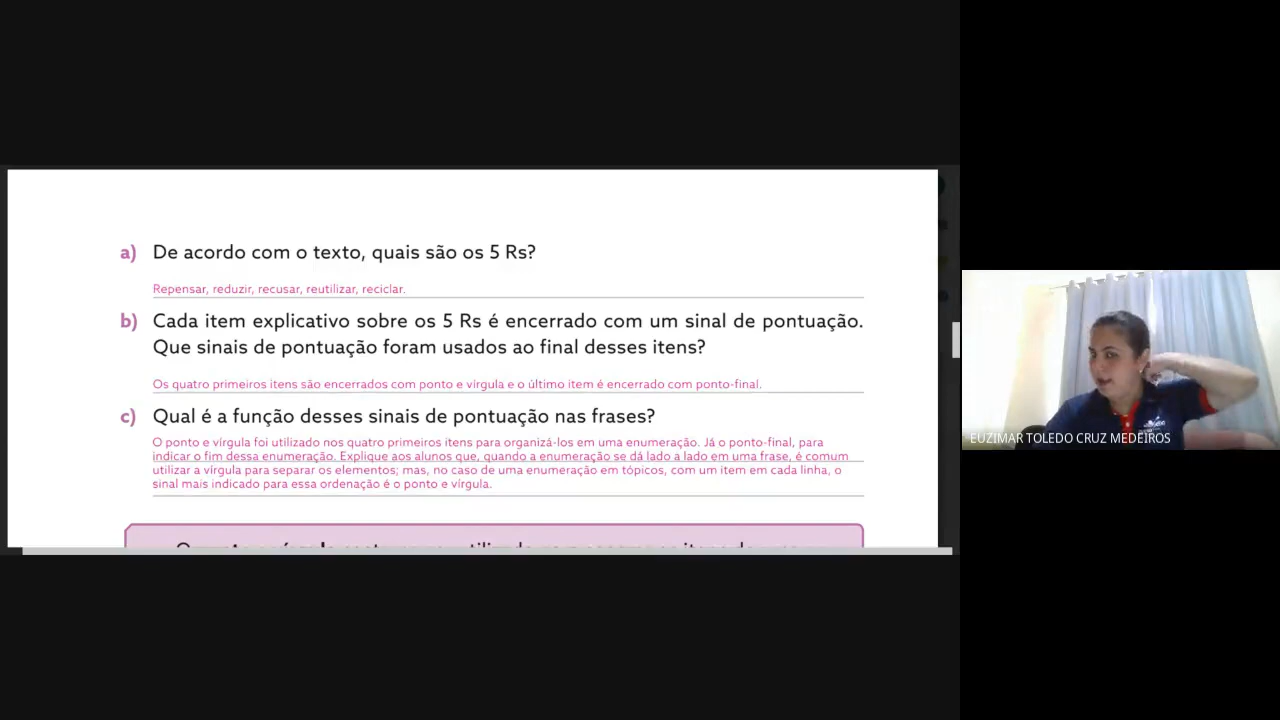 a) De acordo com o texto, quais são os 5 Rs?
Repensar, reduzir, recusar, reutilizar, reciclar.
b) Cada item explicativo sobre os 5 Rs é encerrado com um sinal de pontuação.
Que sinais de pontuação foram usados ao final desses itens?
Os quatro primeiros itens são encerrados com ponto e vírgula e o último item é encerrado com ponto-final.
c) Qual é a função desses sinais de pontuação nas frases?
O ponto e vírgula foi utilizado nos quatro primeiros itens para organizá-los em uma enumeração. Já o ponto-final, para
indicar o fim dessa enumeração. Explique aos alunos que, quando a enumeração se dá lado a lado em uma frase, é comum
utilizar a vírgula para separar os elementos; mas, no caso de uma enumeração em tópicos, com um item em cada linha, o
sinal mais indicado para essa ordenação é o ponto e vírgula.
EUZIMAR TOLEDO CRUZ MEDEIROS